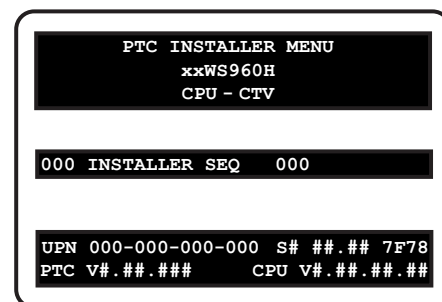 PTC INSTALLER MENU
xxWS960H
CPU – CTV
000 INSTALLER SEQ 000
UPN 000-000-000-000 S# ##.## 7F78
PTC V#.##.### CPU V#.##.##.##